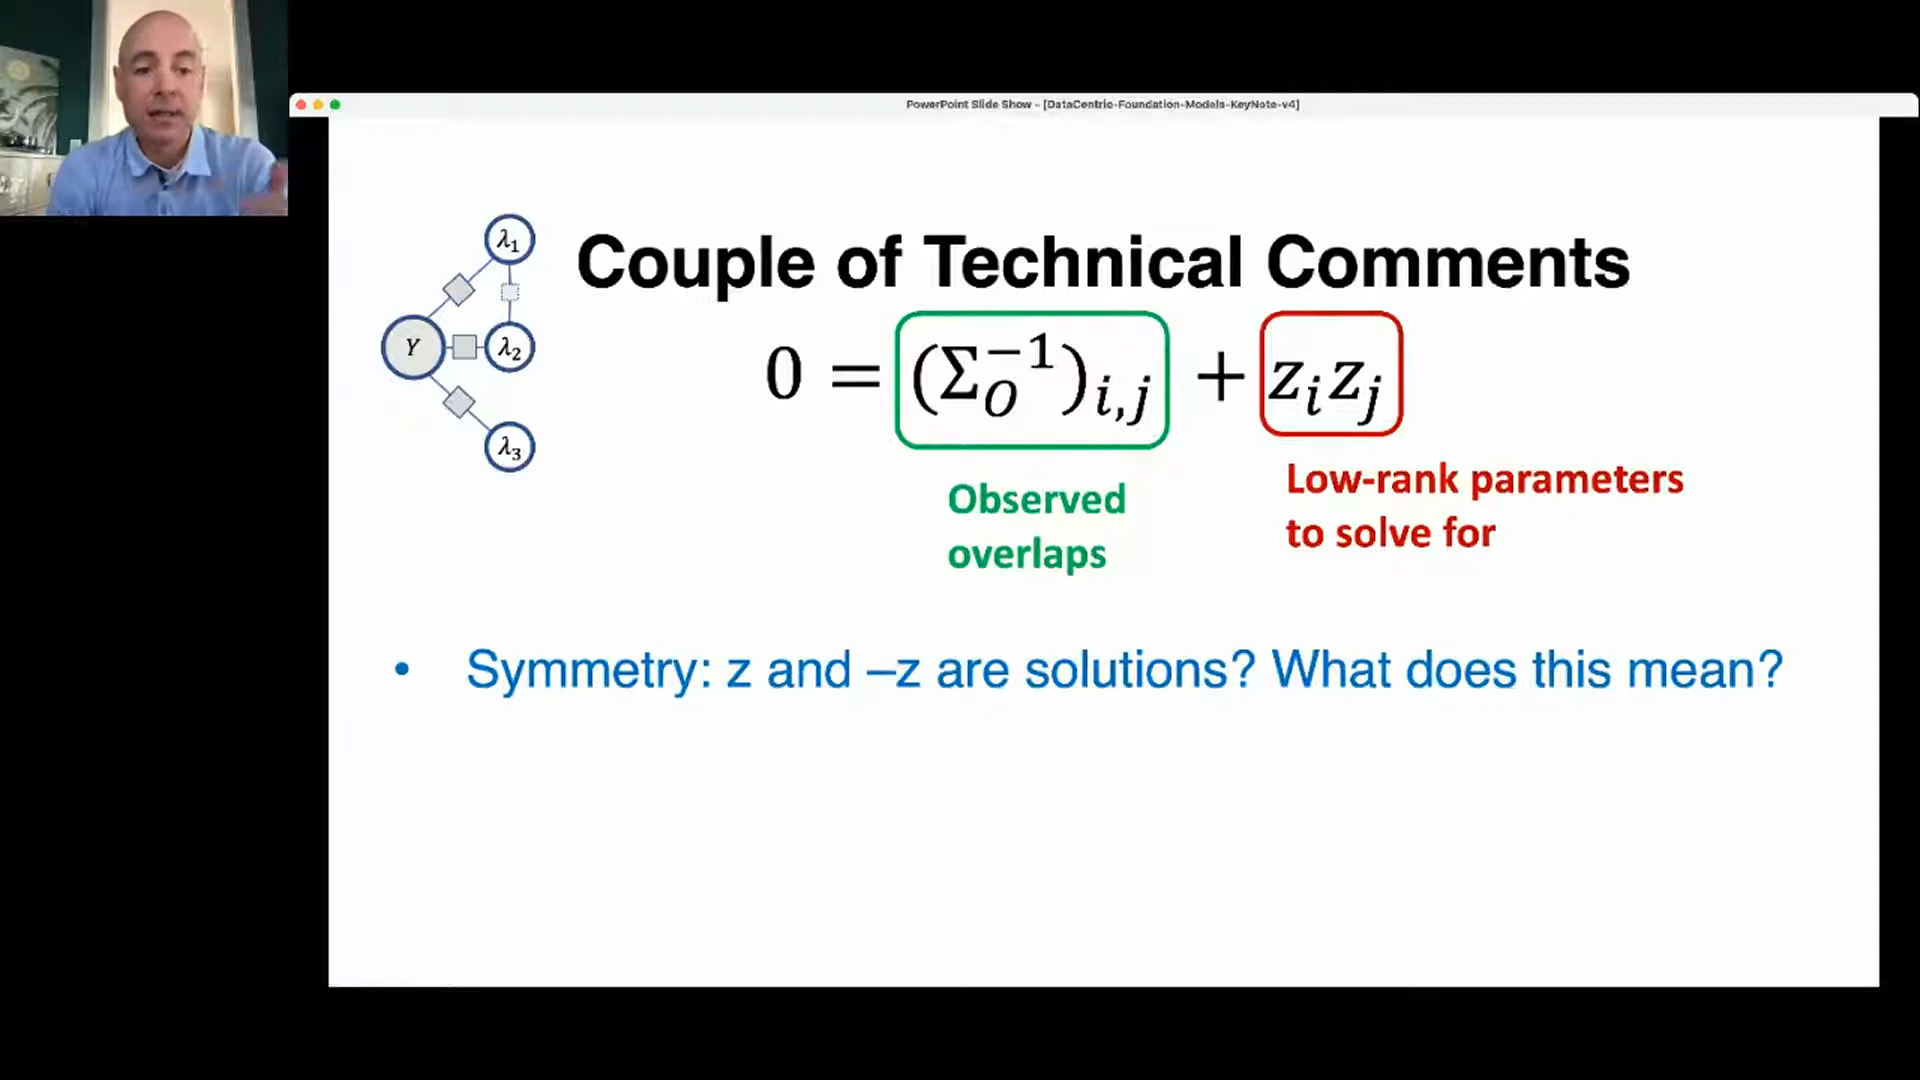 PowerPoint Slide Show - [DataCentric-Foundation-Models-KeyNote-v4]
Couple of Technical Comments
λ₁
Y
λ₂
λ₃
0 = (Σ_O^{-1})_{i,j} + z_i z_j
Observed
overlaps
Low-rank parameters
to solve for
• Symmetry: z and –z are solutions? What does this mean?